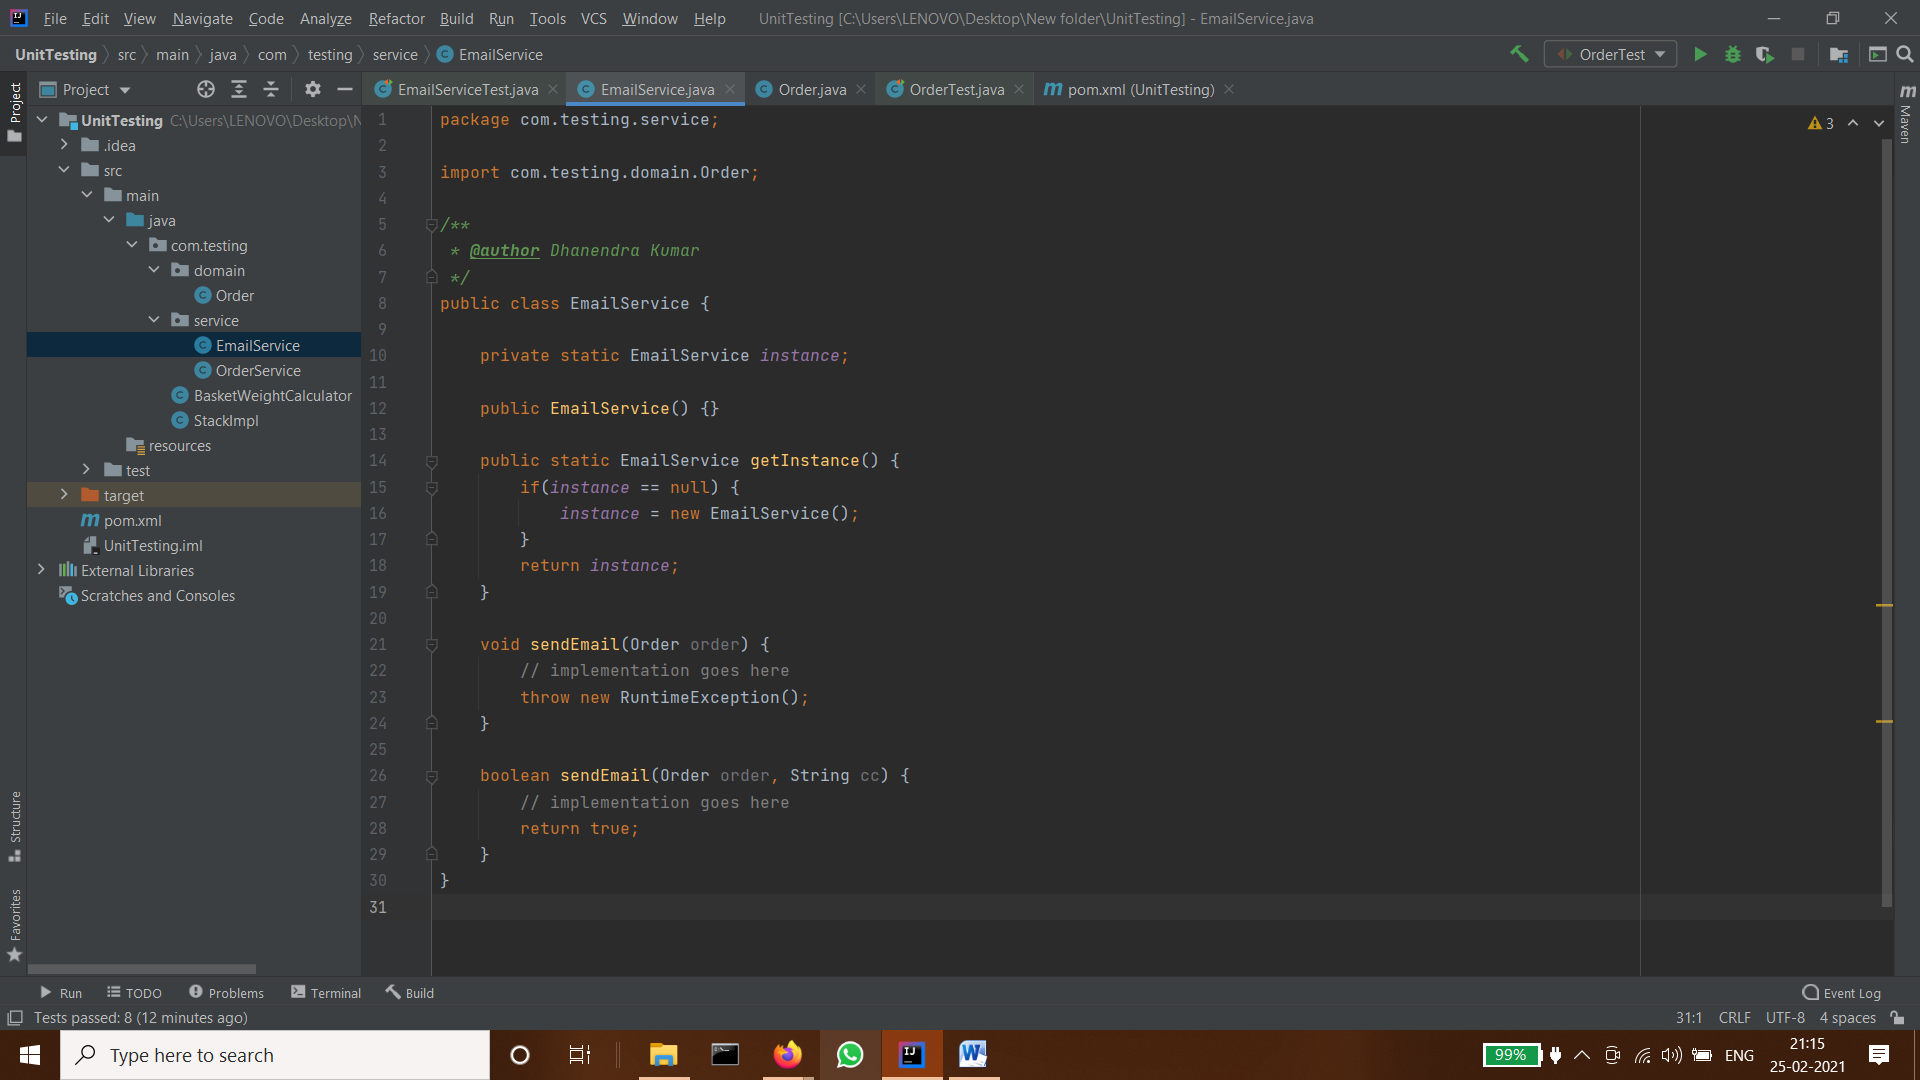 File Edit View Navigate Code Analyze Refactor Build Run Tools VCS Window Help UnitTesting [C:\Users\LENOVO\Desktop\New folder\UnitTesting] - EmailService.java
UnitTesting src main java com testing service EmailService OrderTest
Project EmailServiceTest.java EmailService.java Order.java OrderTest.java pom.xml (UnitTesting)
Project
Maven
UnitTesting C:\Users\LENOVO\Desktop\N
.idea
src
main
java
com.testing
domain
Order
service
EmailService
OrderService
BasketWeightCalculator
StackImpl
resources
test
target
pom.xml
UnitTesting.iml
External Libraries
Scratches and Consoles
3
1 package com.testing.service;
2
3 import com.testing.domain.Order;
4
5 /**
6 * @author Dhanendra Kumar
7 */
8 public class EmailService {
9
10 private static EmailService instance;
11
12 public EmailService() {}
13
14 public static EmailService getInstance() {
15 if(instance == null) {
16 instance = new EmailService();
17 }
18 return instance;
19 }
20
21 void sendEmail(Order order) {
22 // implementation goes here
23 throw new RuntimeException();
24 }
25
26 boolean sendEmail(Order order, String cc) {
27 // implementation goes here
28 return true;
29 }
30 }
31
Structure
Favorites
Run TODO Problems Terminal Build Event Log
Tests passed: 8 (12 minutes ago) 31:1 CRLF UTF-8 4 spaces
Type here to search 99% ENG 21:15
25-02-2021